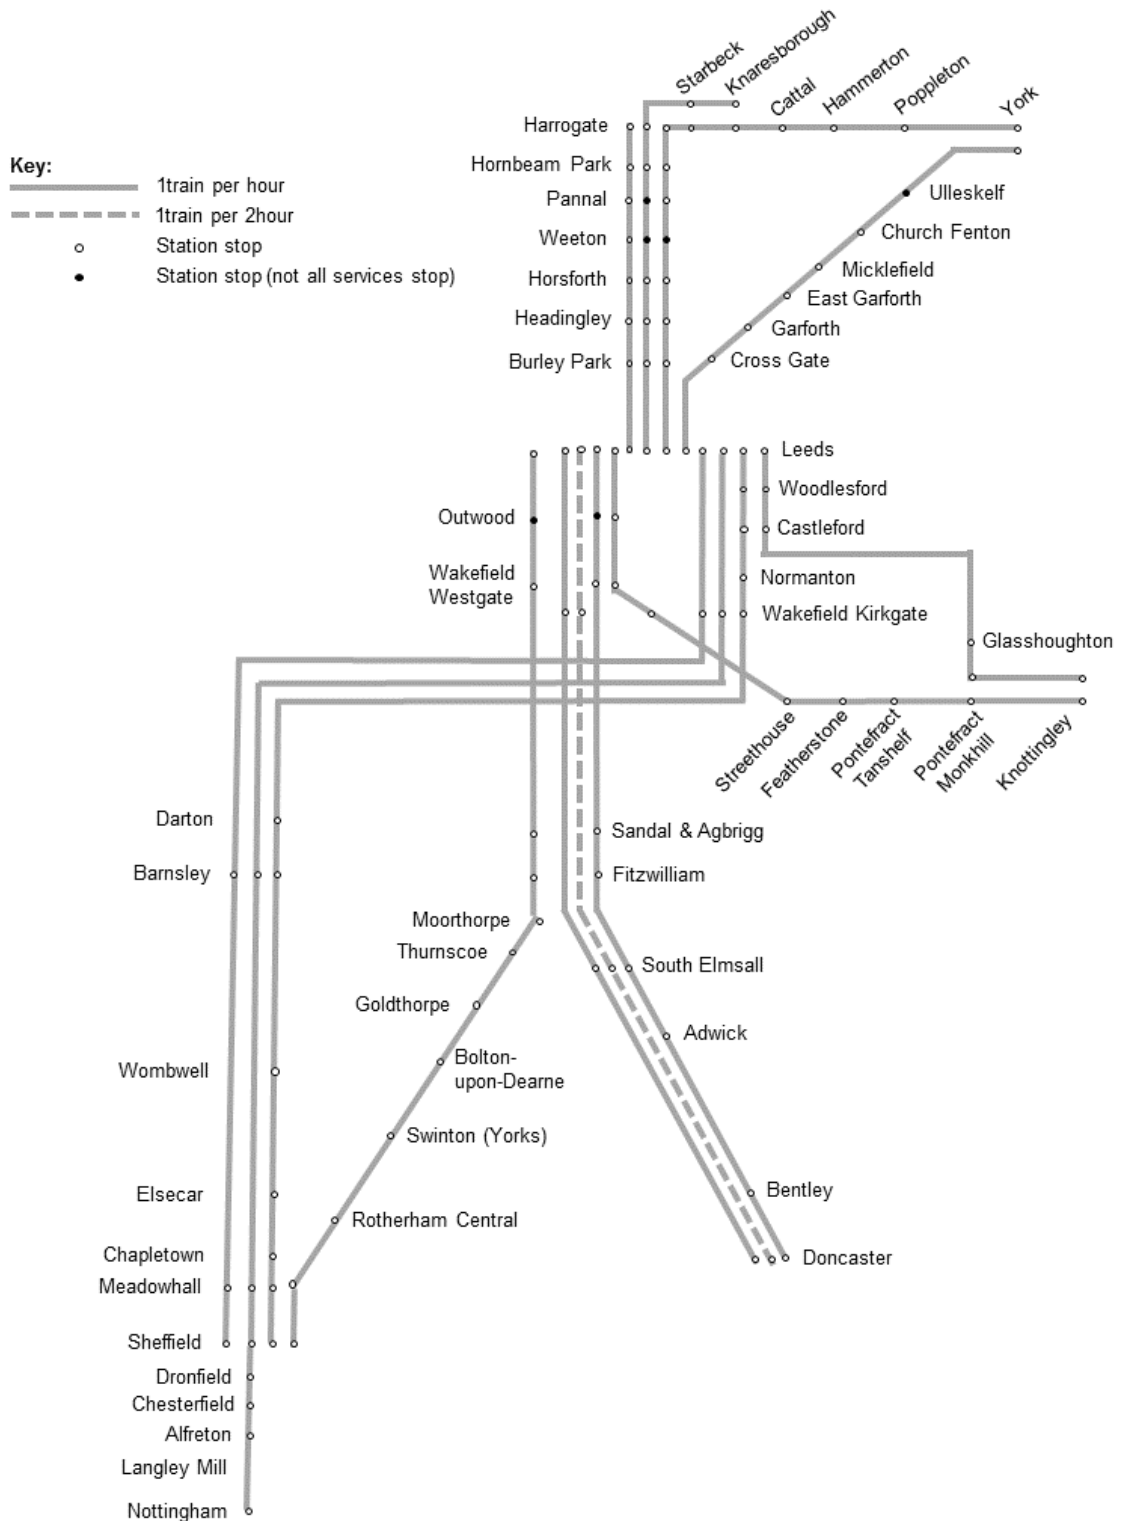 Starbeck
Knaresborough
Cattal
Hammerton
Poppleton
York
Harrogate
Key:
Hornbeam Park
1train per hour
Pannal
Ulleskelf
1train per 2hour
Weeton
Church Fenton
Station stop
Micklefield
Station stop (not all services stop)
Horsforth
East Garforth
Headingley
Garforth
Burley Park
Cross Gate
Leeds
Woodlesford
Outwood
Castleford
Wakefield
Westgate
Normanton
Wakefield Kirkgate
Glasshoughton
Streethouse
Featherstone
Pontefract
Tanshelf
Pontefract
Monkhill
Knottingley
Darton
Sandal & Agbrigg
Barnsley
Fitzwilliam
Moorthorpe
Thurnscoe
South Elmsall
Goldthorpe
Adwick
Bolton-
upon-Dearne
Wombwell
Swinton (Yorks)
Elsecar
Bentley
Rotherham Central
Chapletown
Doncaster
Meadowhall
Sheffield
Dronfield
Chesterfield
Alfreton
Langley Mill
Nottingham